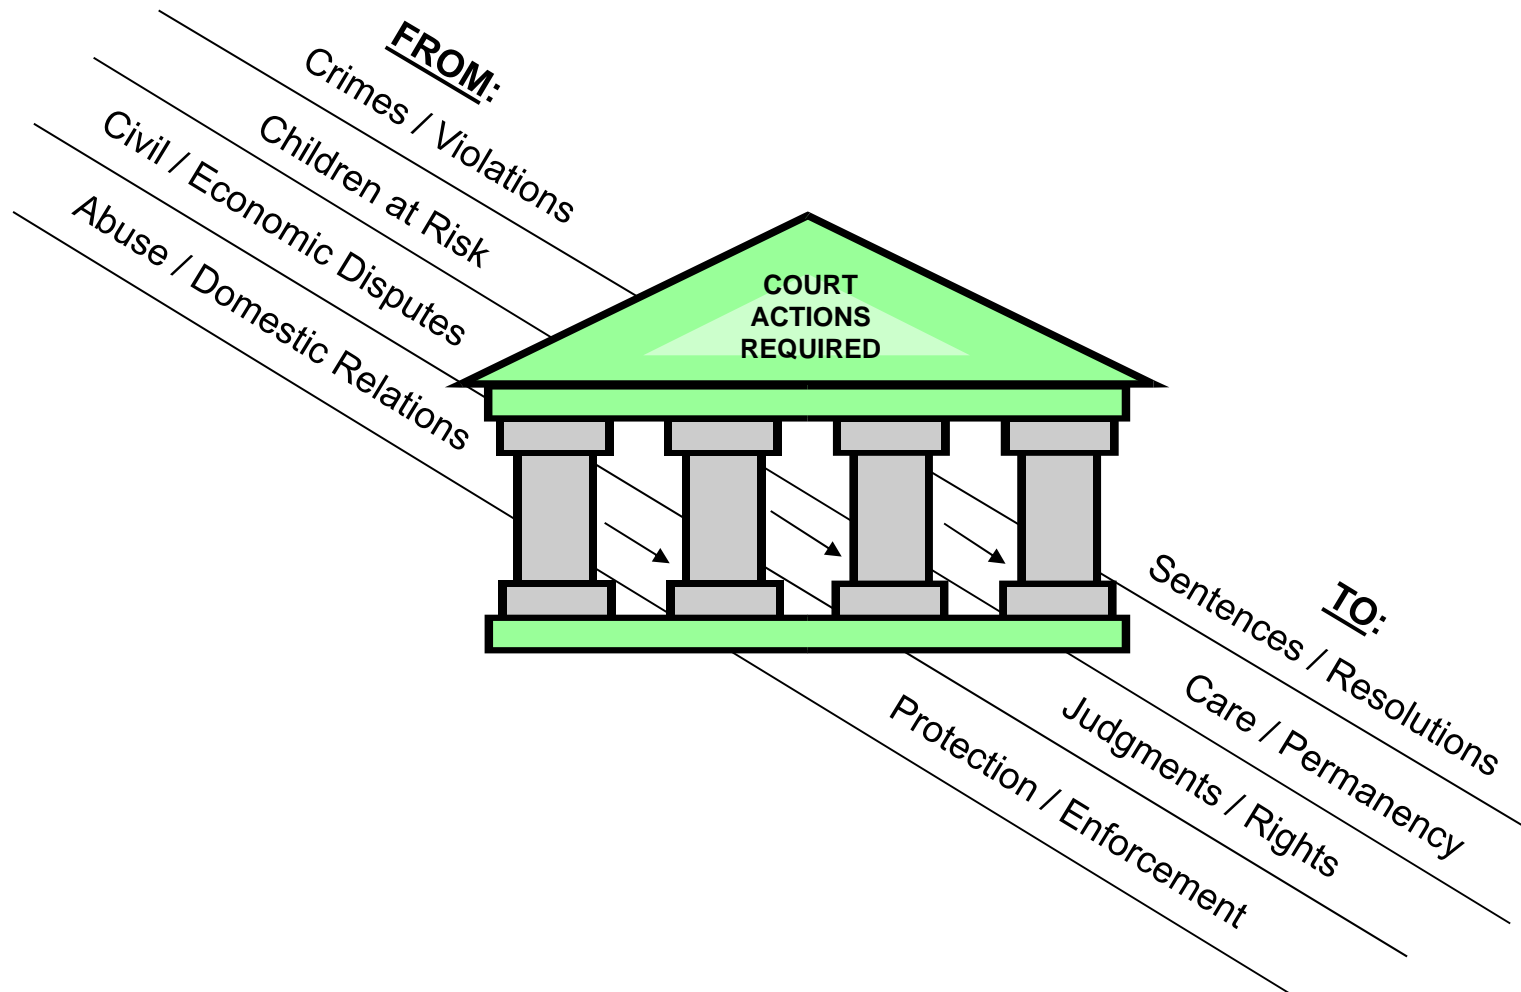 FROM:
Crimes / Violations
Children at Risk
Civil / Economic Disputes
Abuse / Domestic Relations
COURT
ACTIONS
REQUIRED
TO:
Sentences / Resolutions
Care / Permanency
Judgments / Rights
Protection / Enforcement